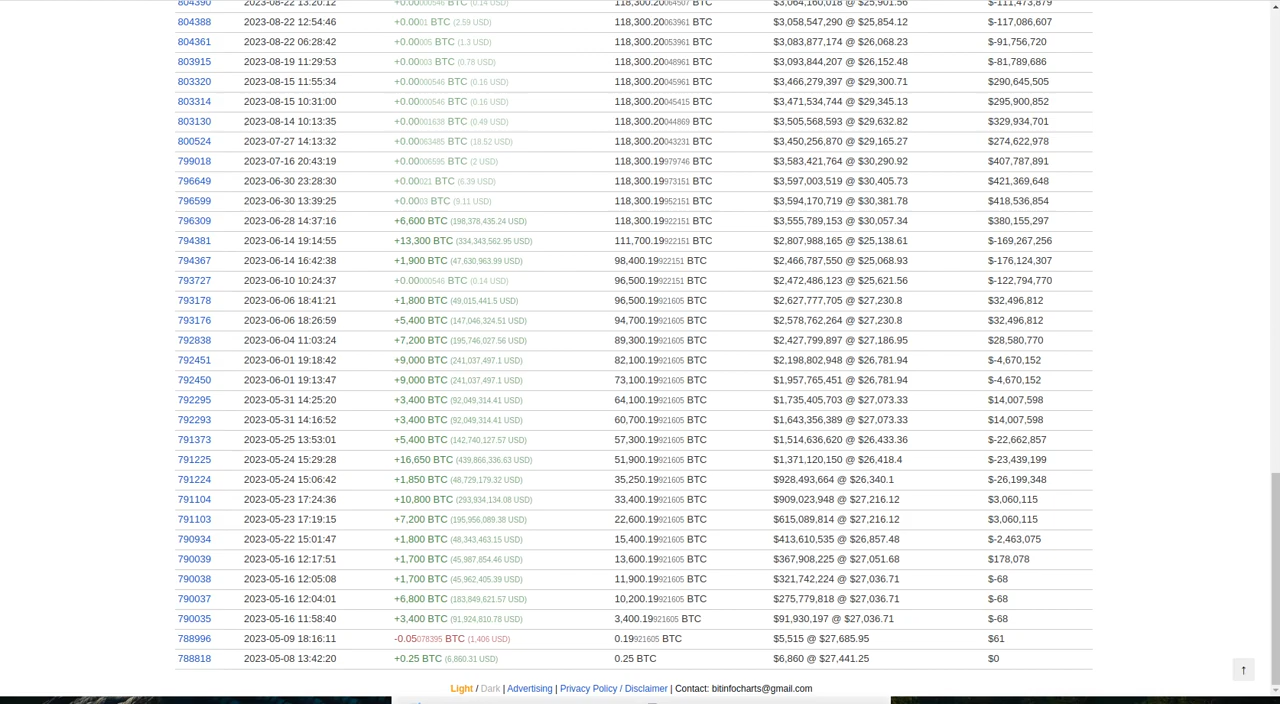 804390 2023-08-22 13:20:12 +0.00000546 BTC (0.14 USD) 118,300.20064507 BTC $3,064,160,018 @ $25,901.56 $-111,473,879
804388 2023-08-22 12:54:46 +0.0001 BTC (2.59 USD) 118,300.20063961 BTC $3,058,547,290 @ $25,854.12 $-117,086,607
804361 2023-08-22 06:28:42 +0.00005 BTC (1.3 USD) 118,300.20053961 BTC $3,083,877,174 @ $26,068.23 $-91,756,720
803915 2023-08-19 11:29:53 +0.00003 BTC (0.78 USD) 118,300.20048961 BTC $3,093,844,207 @ $26,152.48 $-81,789,686
803320 2023-08-15 11:55:34 +0.00000546 BTC (0.16 USD) 118,300.20045961 BTC $3,466,279,397 @ $29,300.71 $290,645,505
803314 2023-08-15 10:31:00 +0.00000546 BTC (0.16 USD) 118,300.20045415 BTC $3,471,534,744 @ $29,345.13 $295,900,852
803130 2023-08-14 10:13:35 +0.00001638 BTC (0.49 USD) 118,300.20044869 BTC $3,505,568,593 @ $29,632.82 $329,934,701
800524 2023-07-27 14:13:32 +0.00063485 BTC (18.52 USD) 118,300.20043231 BTC $3,450,256,870 @ $29,165.27 $274,622,978
799018 2023-07-16 20:43:19 +0.00006595 BTC (2 USD) 118,300.19979746 BTC $3,583,421,764 @ $30,290.92 $407,787,891
796649 2023-06-30 23:28:30 +0.00021 BTC (6.39 USD) 118,300.19973151 BTC $3,597,003,519 @ $30,405.73 $421,369,648
796599 2023-06-30 13:39:25 +0.0003 BTC (9.11 USD) 118,300.19952151 BTC $3,594,170,719 @ $30,381.78 $418,536,854
796309 2023-06-28 14:37:16 +6,600 BTC (198,378,435.24 USD) 118,300.19922151 BTC $3,555,789,153 @ $30,057.34 $380,155,297
794381 2023-06-14 19:14:55 +13,300 BTC (334,343,562.95 USD) 111,700.19922151 BTC $2,807,988,165 @ $25,138.61 $-169,267,256
794367 2023-06-14 16:42:38 +1,900 BTC (47,630,963.99 USD) 98,400.19922151 BTC $2,466,787,550 @ $25,068.93 $-176,124,307
793727 2023-06-10 10:24:37 +0.00000546 BTC (0.14 USD) 96,500.19922151 BTC $2,472,486,123 @ $25,621.56 $-122,794,770
793178 2023-06-06 18:41:21 +1,800 BTC (49,015,441.5 USD) 96,500.19921605 BTC $2,627,777,705 @ $27,230.8 $32,496,812
793176 2023-06-06 18:26:59 +5,400 BTC (147,046,324.51 USD) 94,700.19921605 BTC $2,578,762,264 @ $27,230.8 $32,496,812
792838 2023-06-04 11:03:24 +7,200 BTC (195,746,027.56 USD) 89,300.19921605 BTC $2,427,799,897 @ $27,186.95 $28,580,770
792451 2023-06-01 19:18:42 +9,000 BTC (241,037,497.1 USD) 82,100.19921605 BTC $2,198,802,948 @ $26,781.94 $-4,670,152
792450 2023-06-01 19:13:47 +9,000 BTC (241,037,497.1 USD) 73,100.19921605 BTC $1,957,765,451 @ $26,781.94 $-4,670,152
792295 2023-05-31 14:25:20 +3,400 BTC (92,049,314.41 USD) 64,100.19921605 BTC $1,735,405,703 @ $27,073.33 $14,007,598
792293 2023-05-31 14:16:52 +3,400 BTC (92,049,314.41 USD) 60,700.19921605 BTC $1,643,356,389 @ $27,073.33 $14,007,598
791373 2023-05-25 13:53:01 +5,400 BTC (142,740,127.57 USD) 57,300.19921605 BTC $1,514,636,620 @ $26,433.36 $-22,662,857
791225 2023-05-24 15:29:28 +16,650 BTC (439,866,336.63 USD) 51,900.19921605 BTC $1,371,120,150 @ $26,418.4 $-23,439,199
791224 2023-05-24 15:06:42 +1,850 BTC (48,729,179.32 USD) 35,250.19921605 BTC $928,493,664 @ $26,340.1 $-26,199,348
791104 2023-05-23 17:24:36 +10,800 BTC (293,934,134.08 USD) 33,400.19921605 BTC $909,023,948 @ $27,216.12 $3,060,115
791103 2023-05-23 17:19:15 +7,200 BTC (195,956,089.38 USD) 22,600.19921605 BTC $615,089,814 @ $27,216.12 $3,060,115
790934 2023-05-22 15:01:47 +1,800 BTC (48,343,463.15 USD) 15,400.19921605 BTC $413,610,535 @ $26,857.48 $-2,463,075
790039 2023-05-16 12:17:51 +1,700 BTC (45,987,854.46 USD) 13,600.19921605 BTC $367,908,225 @ $27,051.68 $178,078
790038 2023-05-16 12:05:08 +1,700 BTC (45,962,405.39 USD) 11,900.19921605 BTC $321,742,224 @ $27,036.71 $-68
790037 2023-05-16 12:04:01 +6,800 BTC (183,849,621.57 USD) 10,200.19921605 BTC $275,779,818 @ $27,036.71 $-68
790035 2023-05-16 11:58:40 +3,400 BTC (91,924,810.78 USD) 3,400.19921605 BTC $91,930,197 @ $27,036.71 $-68
788996 2023-05-09 18:16:11 -0.05078395 BTC (1,406 USD) 0.19921605 BTC $5,515 @ $27,685.95 $61
788818 2023-05-08 13:42:20 +0.25 BTC (6,860.31 USD) 0.25 BTC $6,860 @ $27,441.25 $0
↑
Light / Dark | Advertising | Privacy Policy / Disclaimer | Contact: bitinfocharts@gmail.com